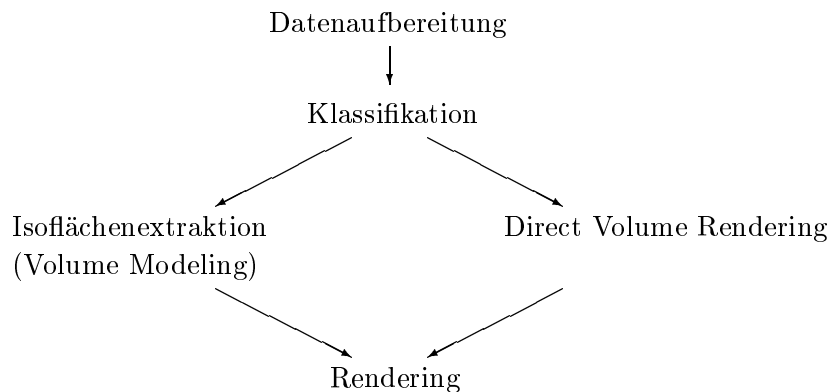 Datenaufbereitung
Klassifikation
Isoflächenextraktion
(Volume Modeling)
Direct Volume Rendering
Rendering